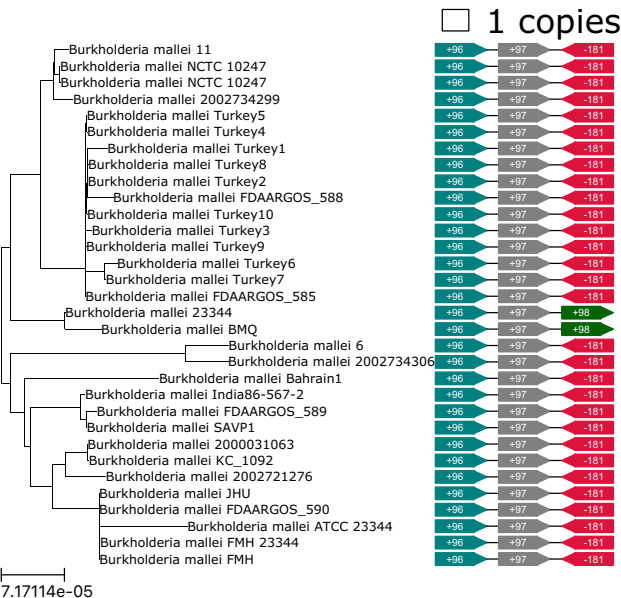 1 copies
Burkholderia mallei 11 +96 +97 -181
Burkholderia mallei NCTC 10247 +96 +97 -181
Burkholderia mallei NCTC 10247 +96 +97 -181
Burkholderia mallei 2002734299 +96 +97 -181
Burkholderia mallei Turkey5 +96 +97 -181
Burkholderia mallei Turkey4 +96 +97 -181
Burkholderia mallei Turkey1 +96 +97 -181
Burkholderia mallei Turkey8 +96 +97 -181
Burkholderia mallei Turkey2 +96 +97 -181
Burkholderia mallei FDAARGOS_588 +96 +97 -181
Burkholderia mallei Turkey10 +96 +97 -181
Burkholderia mallei Turkey3 +96 +97 -181
Burkholderia mallei Turkey9 +96 +97 -181
Burkholderia mallei Turkey6 +96 +97 -181
Burkholderia mallei Turkey7 +96 +97 -181
Burkholderia mallei FDAARGOS_585 +96 +97 -181
Burkholderia mallei 23344 +96 +97 +98
Burkholderia mallei BMQ +96 +97 +98
Burkholderia mallei 6 +96 +97 -181
Burkholderia mallei 2002734306 +96 +97 -181
Burkholderia mallei Bahrain1 +96 +97 -181
Burkholderia mallei India86-567-2 +96 +97 -181
Burkholderia mallei FDAARGOS_589 +96 +97 -181
Burkholderia mallei SAVP1 +96 +97 -181
Burkholderia mallei 2000031063 +96 +97 -181
Burkholderia mallei KC_1092 +96 +97 -181
Burkholderia mallei 2002721276 +96 +97 -181
Burkholderia mallei JHU +96 +97 -181
Burkholderia mallei FDAARGOS_590 +96 +97 -181
Burkholderia mallei ATCC 23344 +96 +97 -181
Burkholderia mallei FMH 23344 +96 +97 -181
Burkholderia mallei FMH +96 +97 -181
7.17114e-05